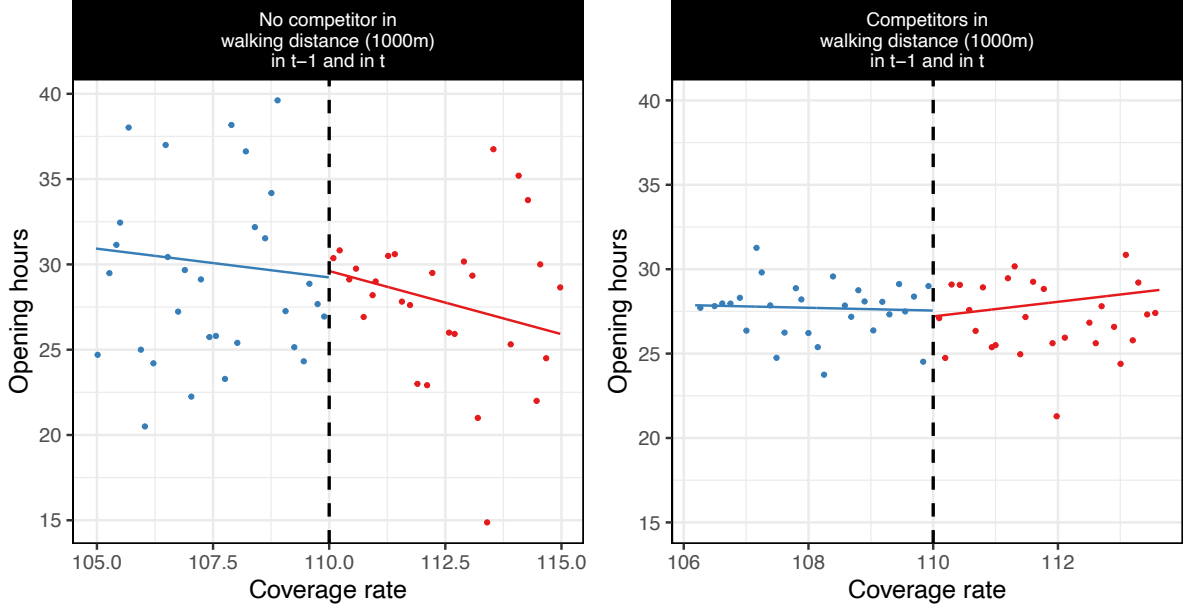 No competitor in
walking distance (1000m)
in t−1 and in t
40
35
30
25
20
15
Opening hours
105.0 107.5 110.0 112.5 115.0
Coverage rate
Competitors in
walking distance (1000m)
in t−1 and in t
40
35
30
25
20
15
Opening hours
106 108 110 112
Coverage rate